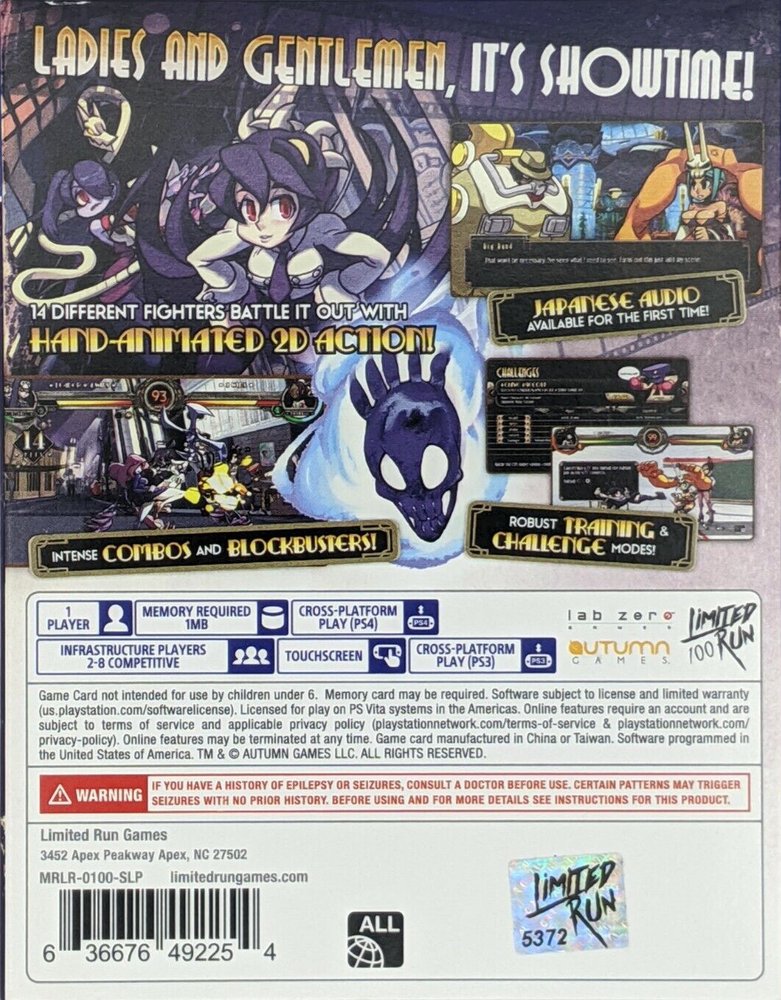 LADIES AND GENTLEMEN, IT'S SHOWTIME!
14 DIFFERENT FIGHTERS BATTLE IT OUT WITH
HAND-ANIMATED 2D ACTION!
Big Band
JAPANESE AUDIO
AVAILABLE FOR THE FIRST TIME!
93
14
INTENSE COMBOS AND BLOCKBUSTERS!
CHALLENGES
99
ROBUST TRAINING &
CHALLENGE MODES!
1
PLAYER
MEMORY REQUIRED
1MB
CROSS-PLATFORM
PLAY (PS4)
PS4
INFRASTRUCTURE PLAYERS
2-8 COMPETITIVE
TOUCHSCREEN
CROSS-PLATFORM
PLAY (PS3)
PS3
lab zero
games
AUTUMN
GAMES
LIMITED
100 RUN
Game Card not intended for use by children under 6. Memory card may be required. Software subject to license and limited warranty
(us.playstation.com/softwarelicense). Licensed for play on PS Vita systems in the Americas. Online features require an account and are
subject to terms of service and applicable privacy policy (playstationnetwork.com/terms-of-service & playstationnetwork.com/
privacy-policy). Online features may be terminated at any time. Game card manufactured in China or Taiwan. Software programmed in
the United States of America. TM & © AUTUMN GAMES LLC. ALL RIGHTS RESERVED.
WARNING
IF YOU HAVE A HISTORY OF EPILEPSY OR SEIZURES, CONSULT A DOCTOR BEFORE USE. CERTAIN PATTERNS MAY TRIGGER
SEIZURES WITH NO PRIOR HISTORY. BEFORE USING AND FOR MORE DETAILS SEE INSTRUCTIONS FOR THIS PRODUCT.
Limited Run Games
3452 Apex Peakway Apex, NC 27502
MRLR-0100-SLP limitedrungames.com
6 36676 49225 4
ALL
LIMITED
RUN
5372